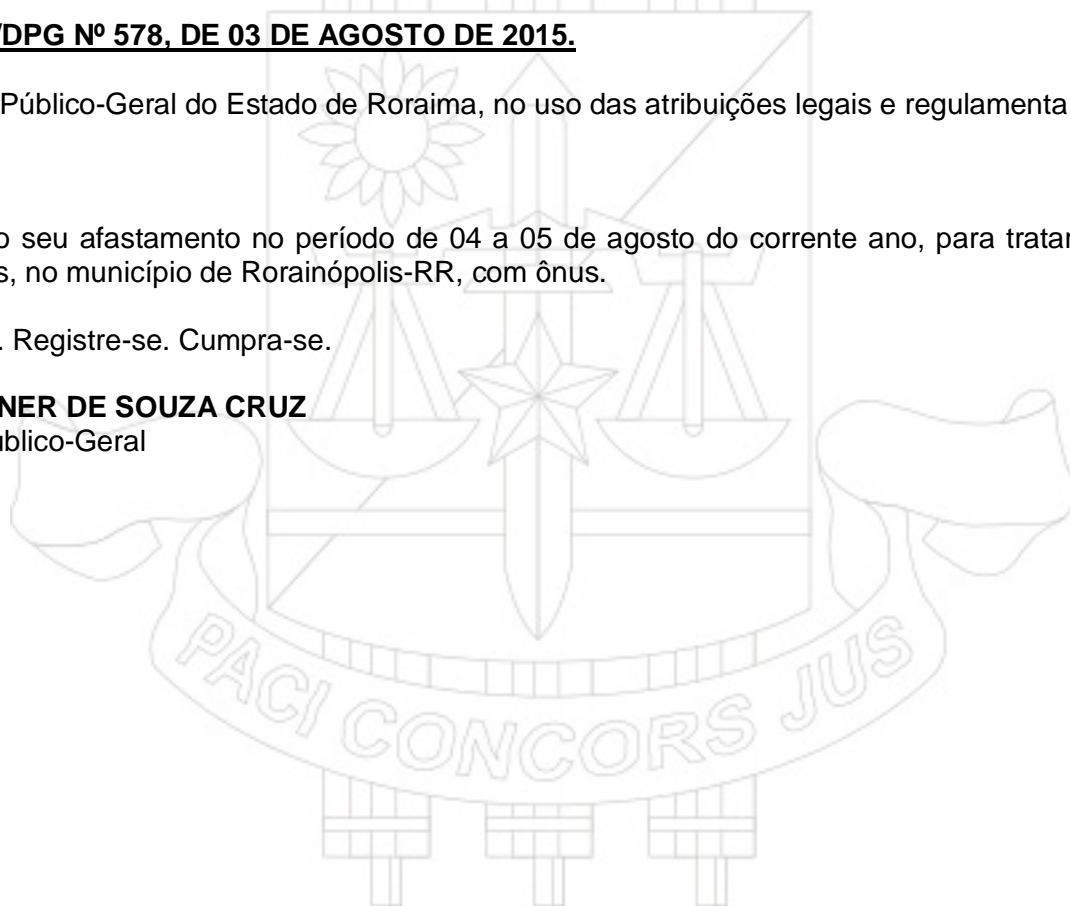 /DPG Nº 578, DE 03 DE AGOSTO DE 2015.
Público-Geral do Estado de Roraima, no uso das atribuições legais e regulamenta
o seu afastamento no período de 04 a 05 de agosto do corrente ano, para tratar
s, no município de Rorainópolis-RR, com ônus.
. Registre-se. Cumpra-se.
NER DE SOUZA CRUZ
úblico-Geral
PACI CONCORS JUS